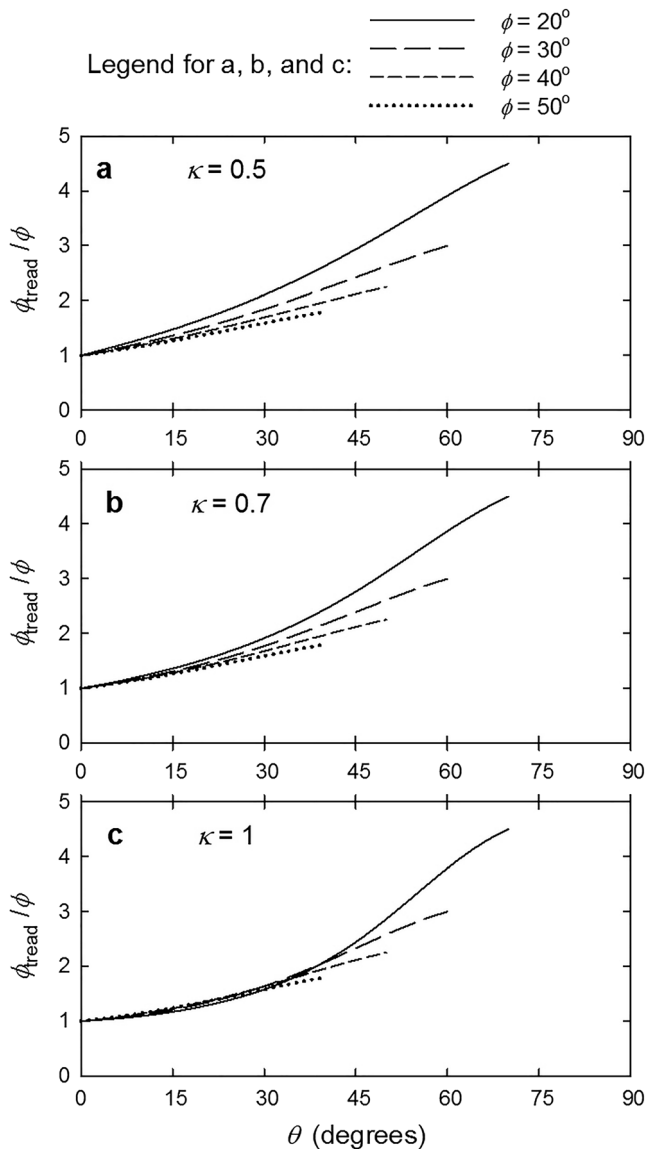 Legend for a, b, and c:
ϕ = 20°
ϕ = 30°
ϕ = 40°
ϕ = 50°
a κ = 0.5
5
4
3
2
1
0
ϕtread /ϕ
0 15 30 45 60 75 90
b κ = 0.7
5
4
3
2
1
0
ϕtread /ϕ
0 15 30 45 60 75 90
c κ = 1
5
4
3
2
1
0
ϕtread /ϕ
0 15 30 45 60 75 90
θ (degrees)